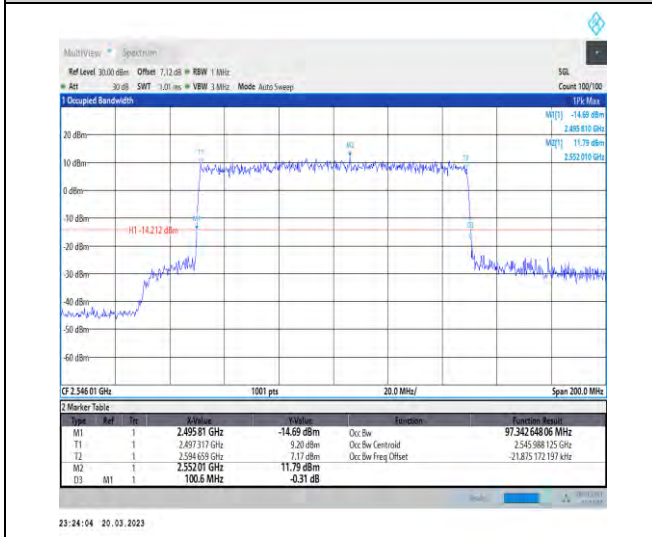 MultiView Spectrum
Ref Level 30.00 dBm Offset 7.12 dB RBW 1 MHz SGL
Att 30 dB SWT 1.01 ms VBW 3 MHz Mode Auto Sweep Count 100/100
1 Occupied Bandwidth 1Pk Max
M1[1] -14.69 dBm
2.495 810 GHz
M2[1] 11.79 dBm
2.552 010 GHz
20 dBm
M2
T1
T2
10 dBm
0 dBm
-10 dBm
M1
D3
H1 -14.212 dBm
-20 dBm
-30 dBm
-40 dBm
-50 dBm
-60 dBm
CF 2.546 01 GHz 1001 pts 20.0 MHz/ Span 200.0 MHz
2 Marker Table
Type Ref Trc X-Value Y-Value Function Function Result
M1 1 2.495 81 GHz -14.69 dBm Occ Bw 97.342 648 06 MHz
T1 1 2.497 317 GHz 9.20 dBm Occ Bw Centroid 2.545 988 125 GHz
T2 1 2.594 659 GHz 7.17 dBm Occ Bw Freq Offset -21.875 172 197 kHz
M2 1 2.552 01 GHz 11.79 dBm
D3 M1 1 100.6 MHz -0.31 dB
23:24:04 20.03.2023